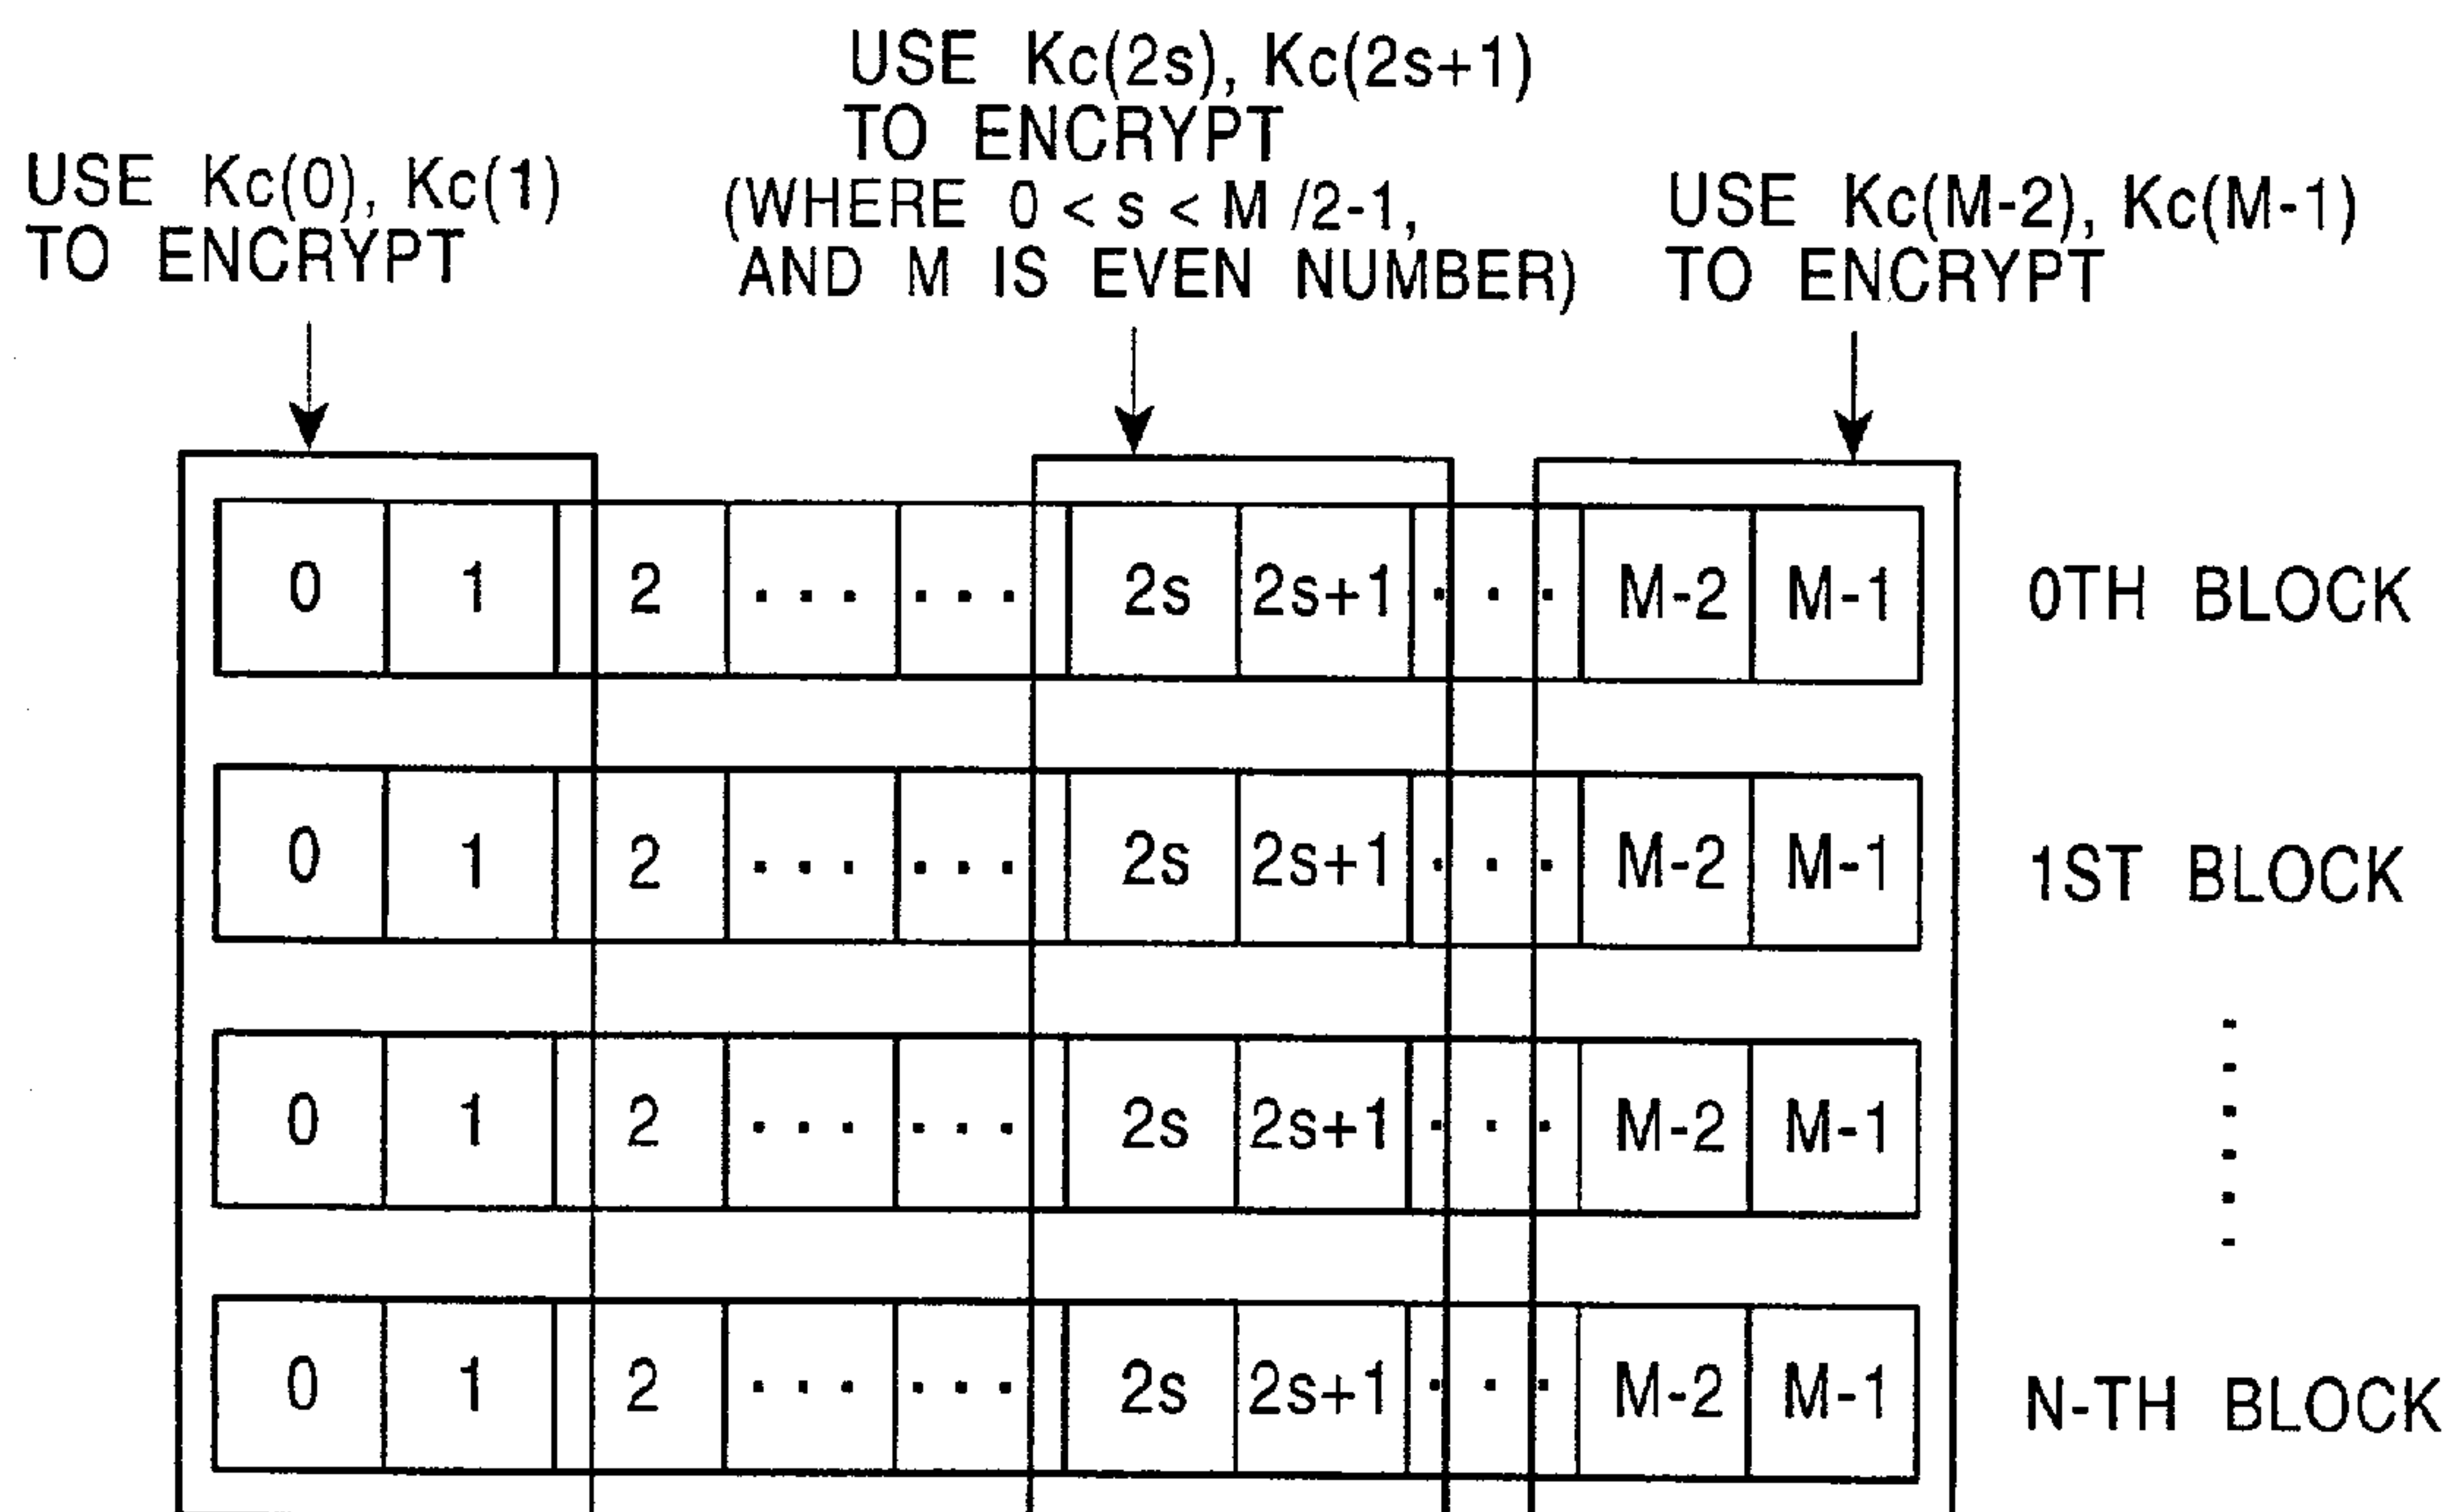 USE Kc(2s), Kc(2s+1)
TO ENCRYPT
(WHERE 0 < s < M /2-1,
AND M IS EVEN NUMBER)
USE Kc(0), Kc(1)
TO ENCRYPT
USE Kc(M-2), Kc(M-1)
TO ENCRYPT
0 1 2 ... ... 2s 2s+1 ... M-2 M-1 0TH BLOCK
0 1 2 ... ... 2s 2s+1 ... M-2 M-1 1ST BLOCK
0 1 2 ... ... 2s 2s+1 ... M-2 M-1
0 1 2 ... ... 2s 2s+1 ... M-2 M-1 N-TH BLOCK